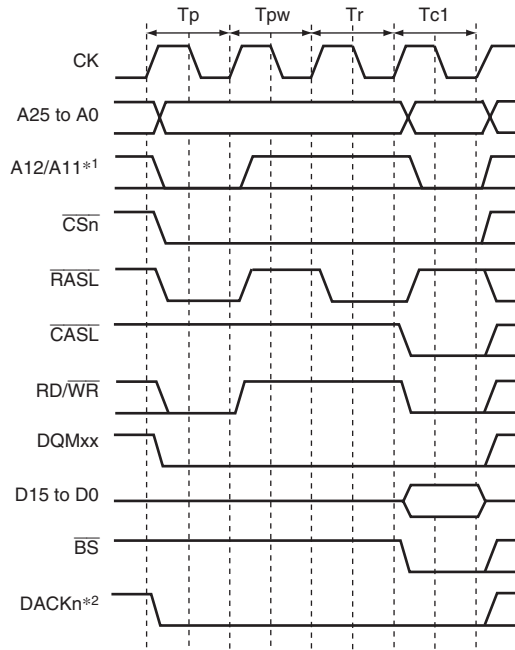 Tp Tpw Tr Tc1
CK
A25 to A0
A12/A11*1
CSn
RASL
CASL
RD/WR
DQMxx
D15 to D0
BS
DACKn*2